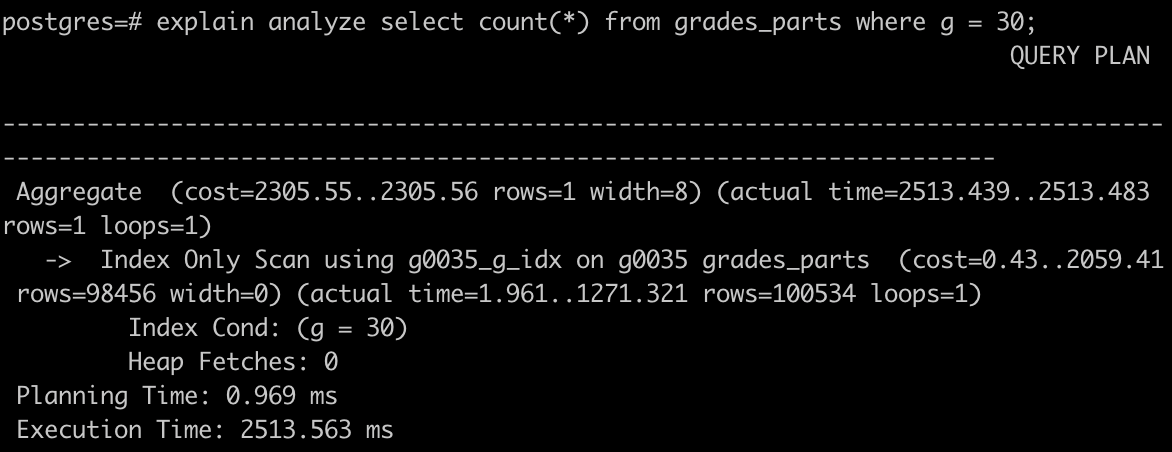 postgres=# explain analyze select count(*) from grades_parts where g = 30;
QUERY PLAN
-----------------------------------------------------------------------------------
-----------------------------------------------------------------------
Aggregate  (cost=2305.55..2305.56 rows=1 width=8) (actual time=2513.439..2513.483
rows=1 loops=1)
->  Index Only Scan using g0035_g_idx on g0035 grades_parts  (cost=0.43..2059.41
rows=98456 width=0) (actual time=1.961..1271.321 rows=100534 loops=1)
Index Cond: (g = 30)
Heap Fetches: 0
Planning Time: 0.969 ms
Execution Time: 2513.563 ms